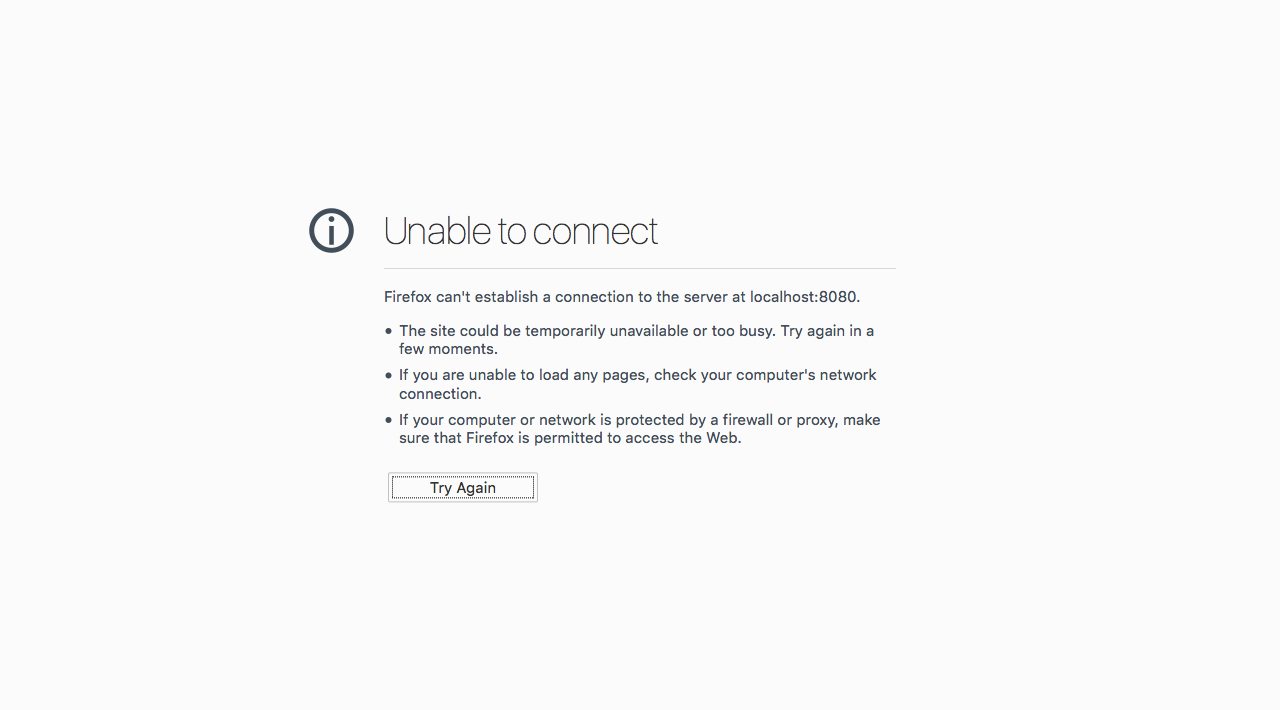 Unable to connect
Firefox can't establish a connection to the server at localhost:8080.
● The site could be temporarily unavailable or too busy. Try again in a
few moments.
● If you are unable to load any pages, check your computer's network
connection.
● If your computer or network is protected by a firewall or proxy, make
sure that Firefox is permitted to access the Web.
Try Again